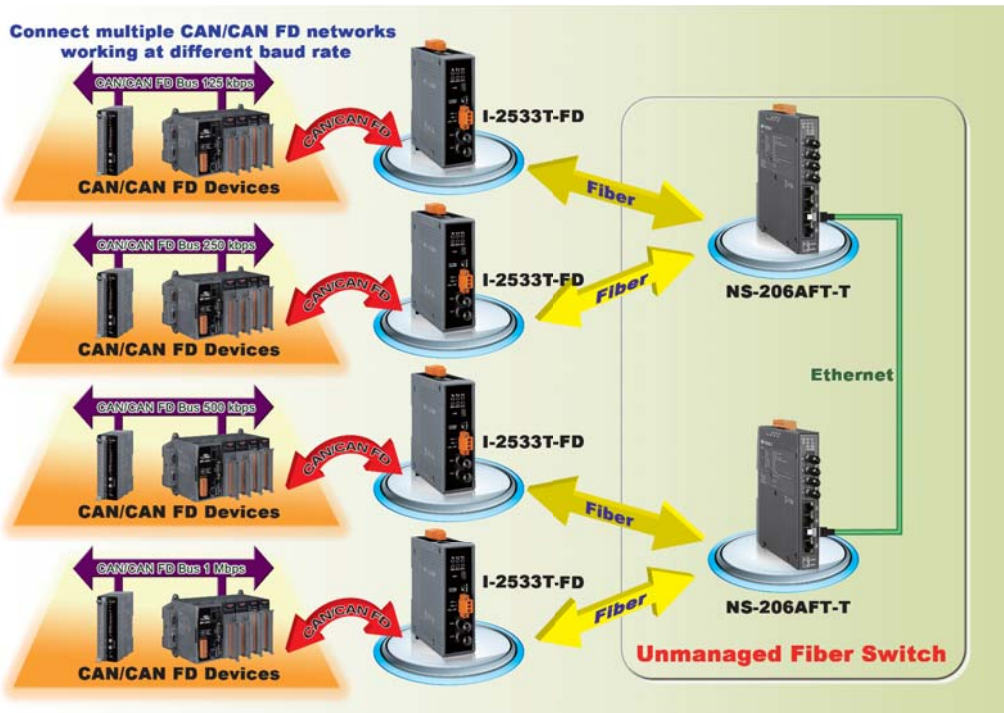 Connect multiple CAN/CAN FD networks
working at different baud rate
CAN/CAN FD Bus 125 kbps
CAN/CAN FD Devices
CAN/CAN FD
I-2533T-FD
Fiber
NS-206AFT-T
CAN/CAN FD Bus 250 kbps
CAN/CAN FD Devices
CAN/CAN FD
I-2533T-FD
Fiber
Ethernet
CAN/CAN FD Bus 500 kbps
CAN/CAN FD Devices
CAN/CAN FD
I-2533T-FD
Fiber
NS-206AFT-T
CAN/CAN FD Bus 1 Mbps
CAN/CAN FD Devices
CAN/CAN FD
I-2533T-FD
Fiber
Unmanaged Fiber Switch